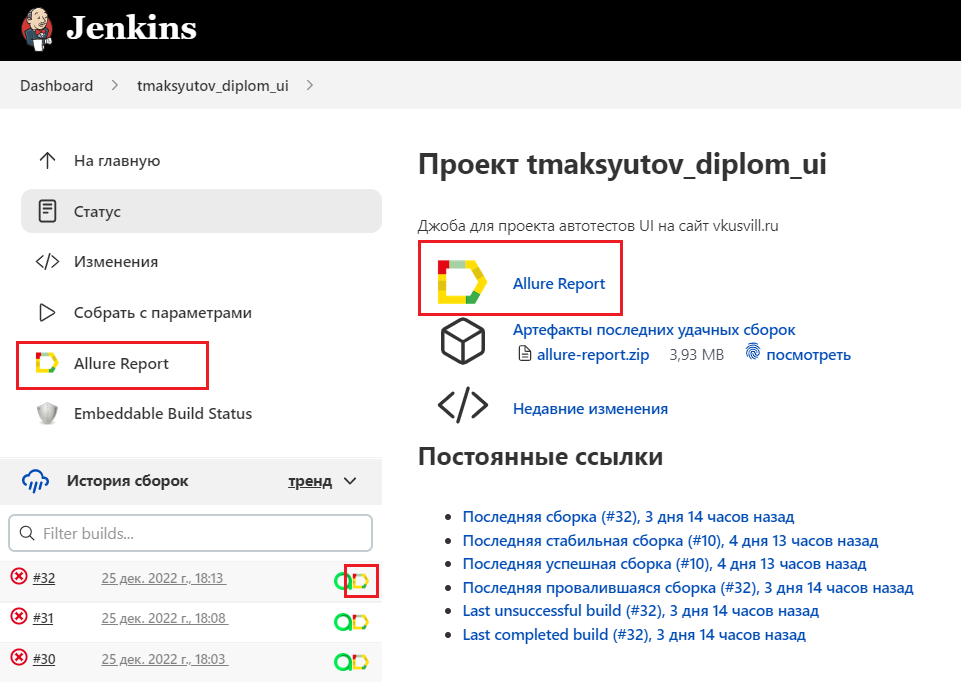 Jenkins
Dashboard
tmaksyutov_diplom_ui
На главную
Статус
Изменения
Собрать с параметрами
Allure Report
Embeddable Build Status
История сборок
тренд
Filter builds...
#32 25 дек. 2022 г., 18:13
#31 25 дек. 2022 г., 18:08
#30 25 дек. 2022 г., 18:03
Проект tmaksyutov_diplom_ui
Джоба для проекта автотестов UI на сайт vkusvill.ru
Allure Report
Артефакты последних удачных сборок
allure-report.zip 3,93 MB посмотреть
Недавние изменения
Постоянные ссылки
Последняя сборка (#32), 3 дня 14 часов назад
Последняя стабильная сборка (#10), 4 дня 13 часов назад
Последняя успешная сборка (#10), 4 дня 13 часов назад
Последняя провалившаяся сборка (#32), 3 дня 14 часов назад
Last unsuccessful build (#32), 3 дня 14 часов назад
Last completed build (#32), 3 дня 14 часов назад